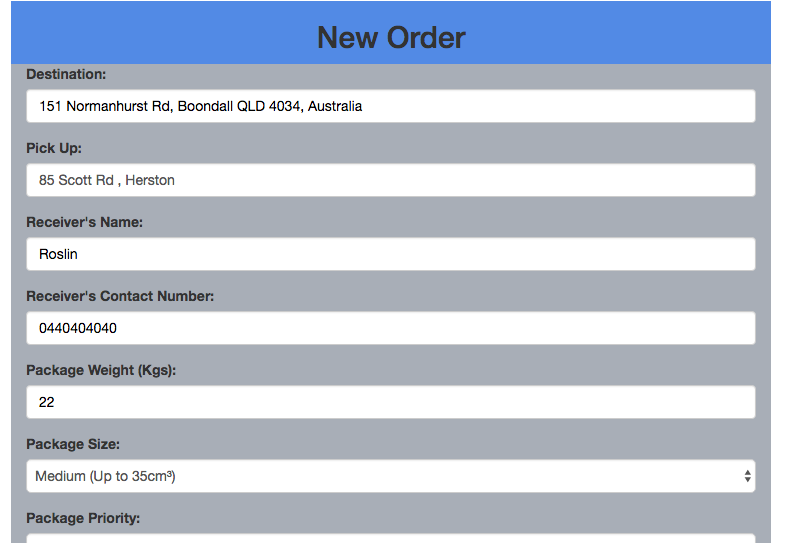 New Order
Destination:
151 Normanhurst Rd, Boondall QLD 4034, Australia
Pick Up:
85 Scott Rd , Herston
Receiver's Name:
Roslin
Receiver's Contact Number:
0440404040
Package Weight (Kgs):
22
Package Size:
Medium (Up to 35cm³)
Package Priority: